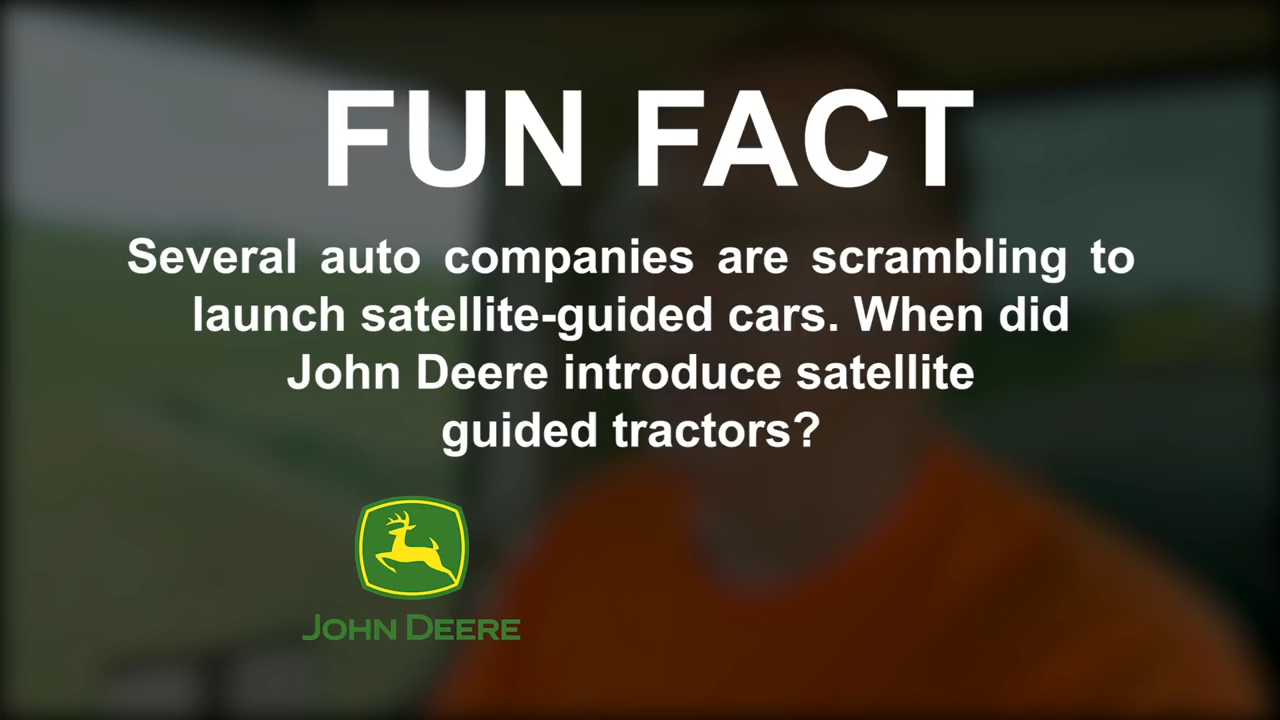 FUN FACT
Several auto companies are scrambling to
launch satellite-guided cars. When did
John Deere introduce satellite
guided tractors?
JOHN DEERE